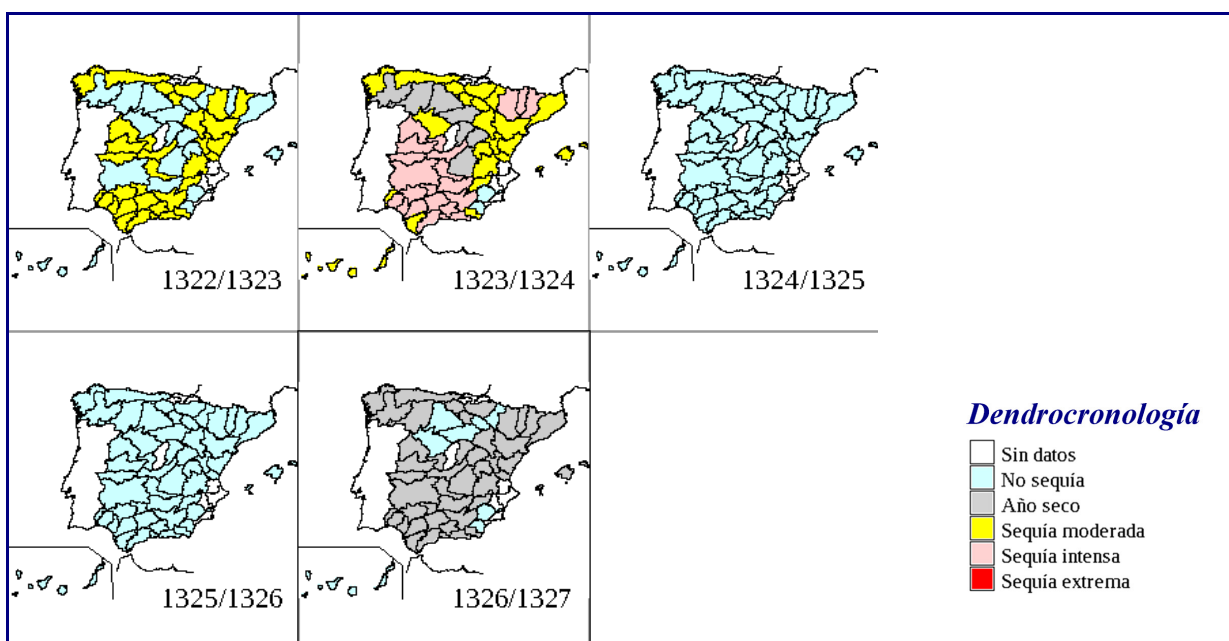 1322/1323
1323/1324
1324/1325
1325/1326
1326/1327
Dendrocronología
Sin datos
No sequía
Año seco
Sequía moderada
Sequía intensa
Sequía extrema